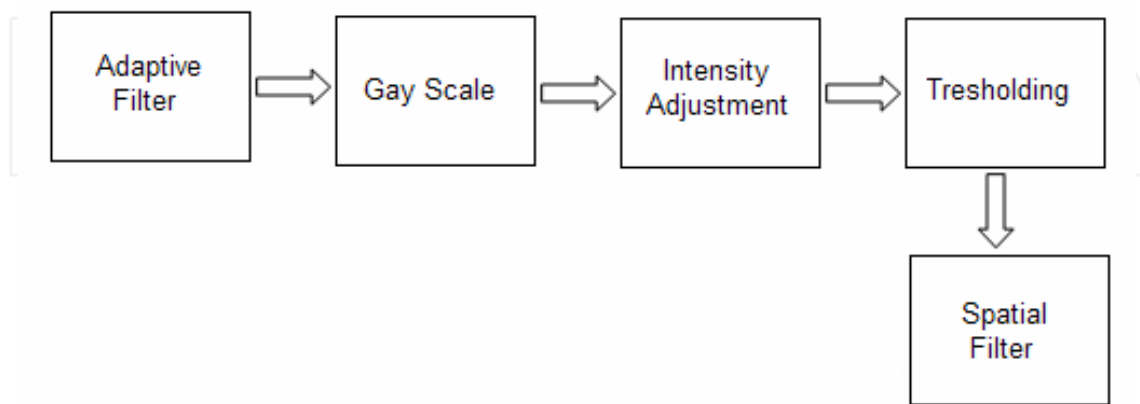 Adaptive
Filter
Gay Scale
Intensity
Adjustment
Tresholding
Spatial
Filter